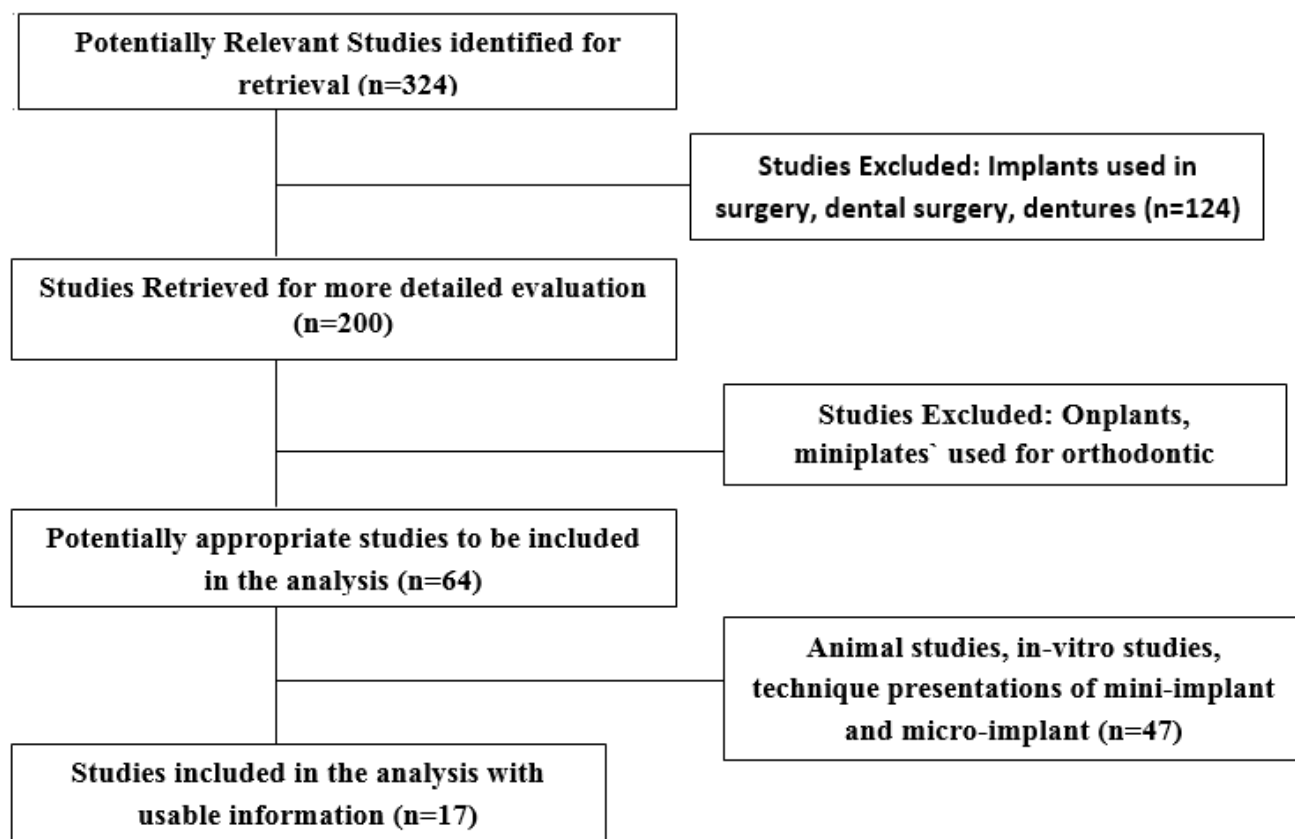 Potentially Relevant Studies identified for
retrieval (n=324)
Studies Excluded: Implants used in
surgery, dental surgery, dentures (n=124)
Studies Retrieved for more detailed evaluation
(n=200)
Studies Excluded: Onplants,
miniplates` used for orthodontic
Potentially appropriate studies to be included
in the analysis (n=64)
Animal studies, in-vitro studies,
technique presentations of mini-implant
and micro-implant (n=47)
Studies included in the analysis with
usable information (n=17)